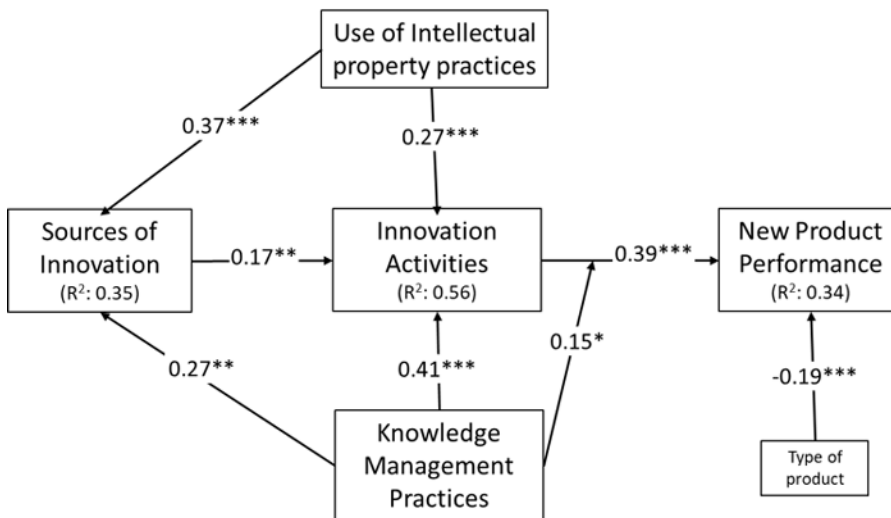 Use of Intellectual
property practices
0.37***
0.27***
Sources of
Innovation
(R²: 0.35)
0.17**
Innovation
Activities
(R²: 0.56)
0.39***
New Product
Performance
(R²: 0.34)
0.27**
0.41***
0.15*
-0.19***
Knowledge
Management
Practices
Type of
product